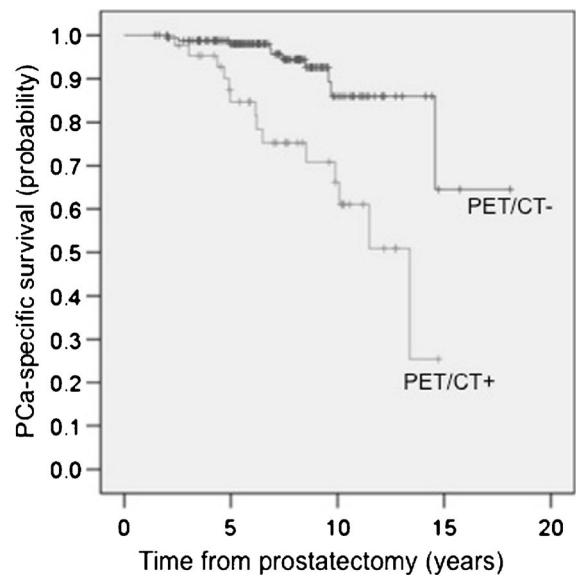 PCa-specific survival (probability)
1.0
0.9
0.8
0.7
0.6
0.5
0.4
0.3
0.2
0.1
0.0
PET/CT-
PET/CT+
0 5 10 15 20
Time from prostatectomy (years)